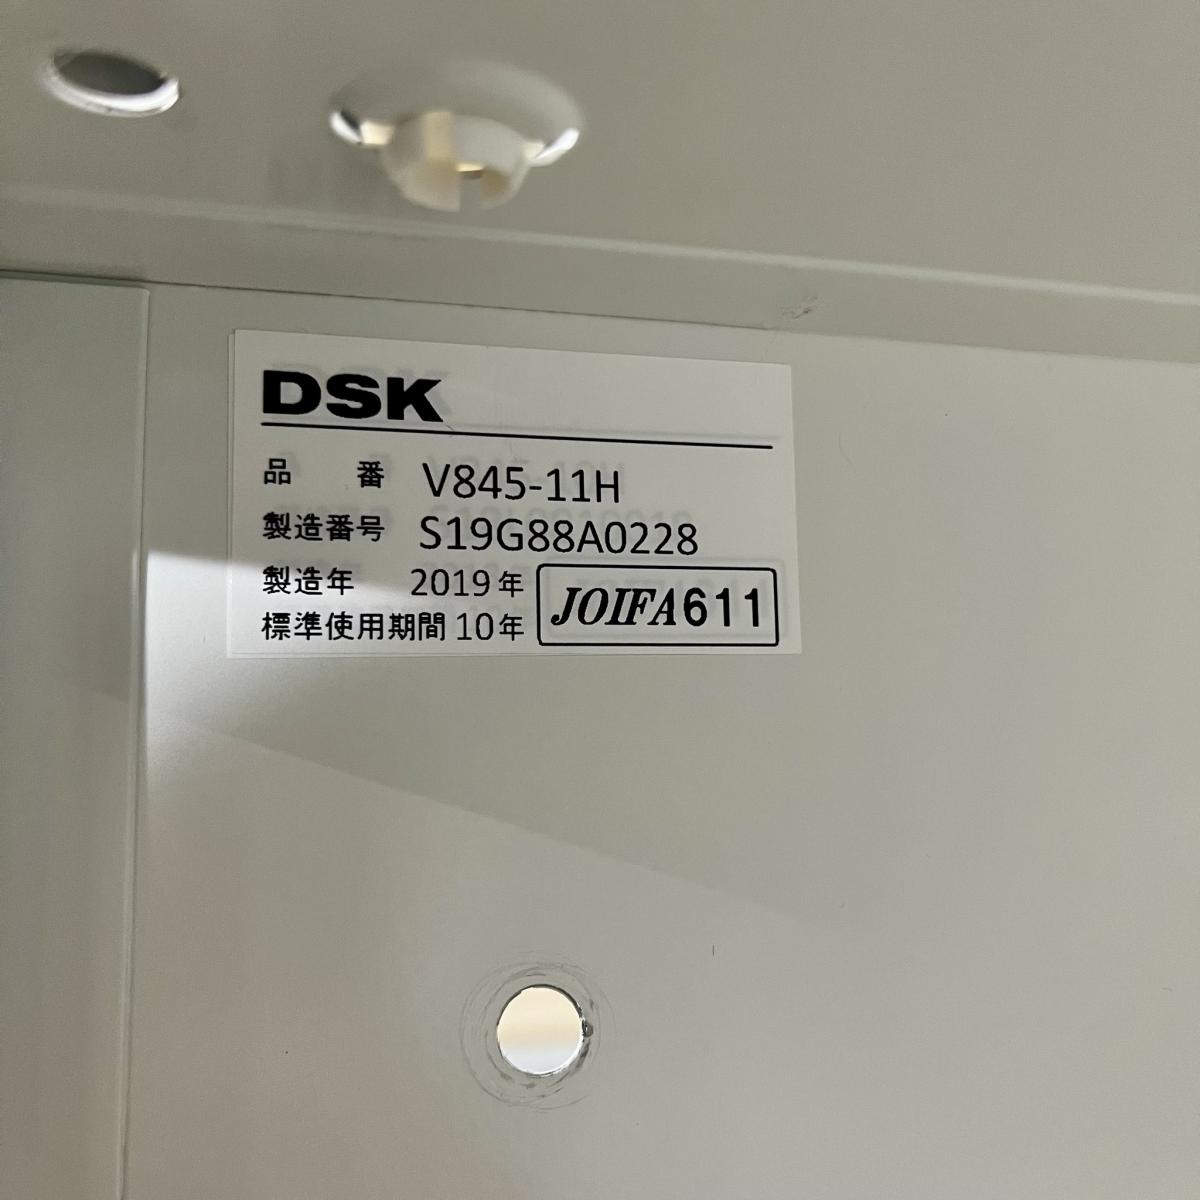 DSK
品 番 V845-11H
製造番号 S19G88A0228
製造年 2019年
標準使用期間 10年
JOIFA611